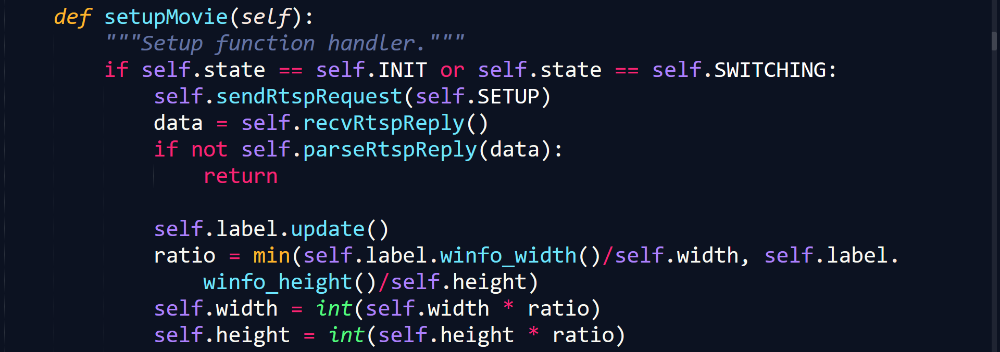 def setupMovie(self):
"""Setup function handler."""
if self.state == self.INIT or self.state == self.SWITCHING:
self.sendRtspRequest(self.SETUP)
data = self.recvRtspReply()
if not self.parseRtspReply(data):
return
self.label.update()
ratio = min(self.label.winfo_width()/self.width, self.label.
winfo_height()/self.height)
self.width = int(self.width * ratio)
self.height = int(self.height * ratio)